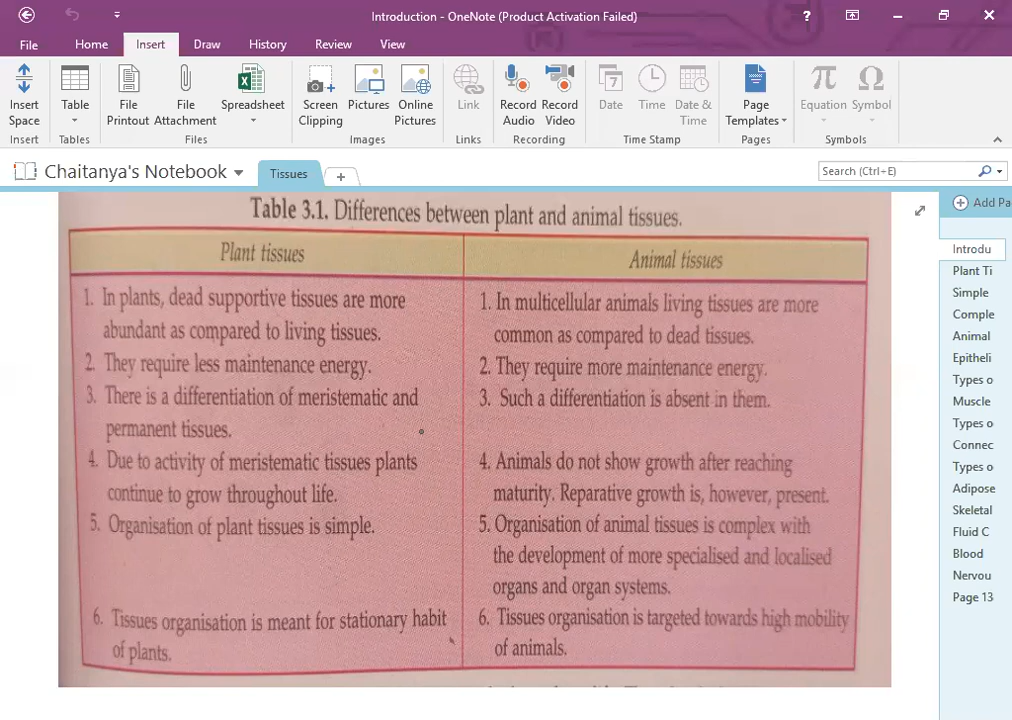 Introduction - OneNote (Product Activation Failed)
?
File Home Insert Draw History Review View
Insert Space
Table
File Printout
File Attachment
Spreadsheet
Screen Clipping
Pictures
Online Pictures
Link
Record Audio
Record Video
Date
Time
Date & Time
Page Templates
Equation
Symbol
Insert Tables Files Images Links Recording Time Stamp Pages Symbols
Chaitanya's Notebook
Tissues
Search (Ctrl+E)
Table 3.1. Differences between plant and animal tissues.
Plant tissues
1. In plants, dead supportive tissues are more
abundant as compared to living tissues.
2. They require less maintenance energy.
3. There is a differentiation of meristematic and
permanent tissues.
4. Due to activity of meristematic tissues plants
continue to grow throughout life.
5. Organisation of plant tissues is simple.
6. Tissues organisation is meant for stationary habit
of plants.
Animal tissues
1. In multicellular animals living tissues are more
common as compared to dead tissues.
2. They require more maintenance energy.
3. Such a differentiation is absent in them.
4. Animals do not show growth after reaching
maturity. Reparative growth is, however, present.
5. Organisation of animal tissues is complex with
the development of more specialised and localised
organs and organ systems.
6. Tissues organisation is targeted towards high mobility
of animals.
Add Pa
Introdu
Plant Ti
Simple
Comple
Animal
Epitheli
Types o
Muscle
Types o
Connec
Types o
Adipose
Skeletal
Fluid C
Blood
Nervou
Page 13